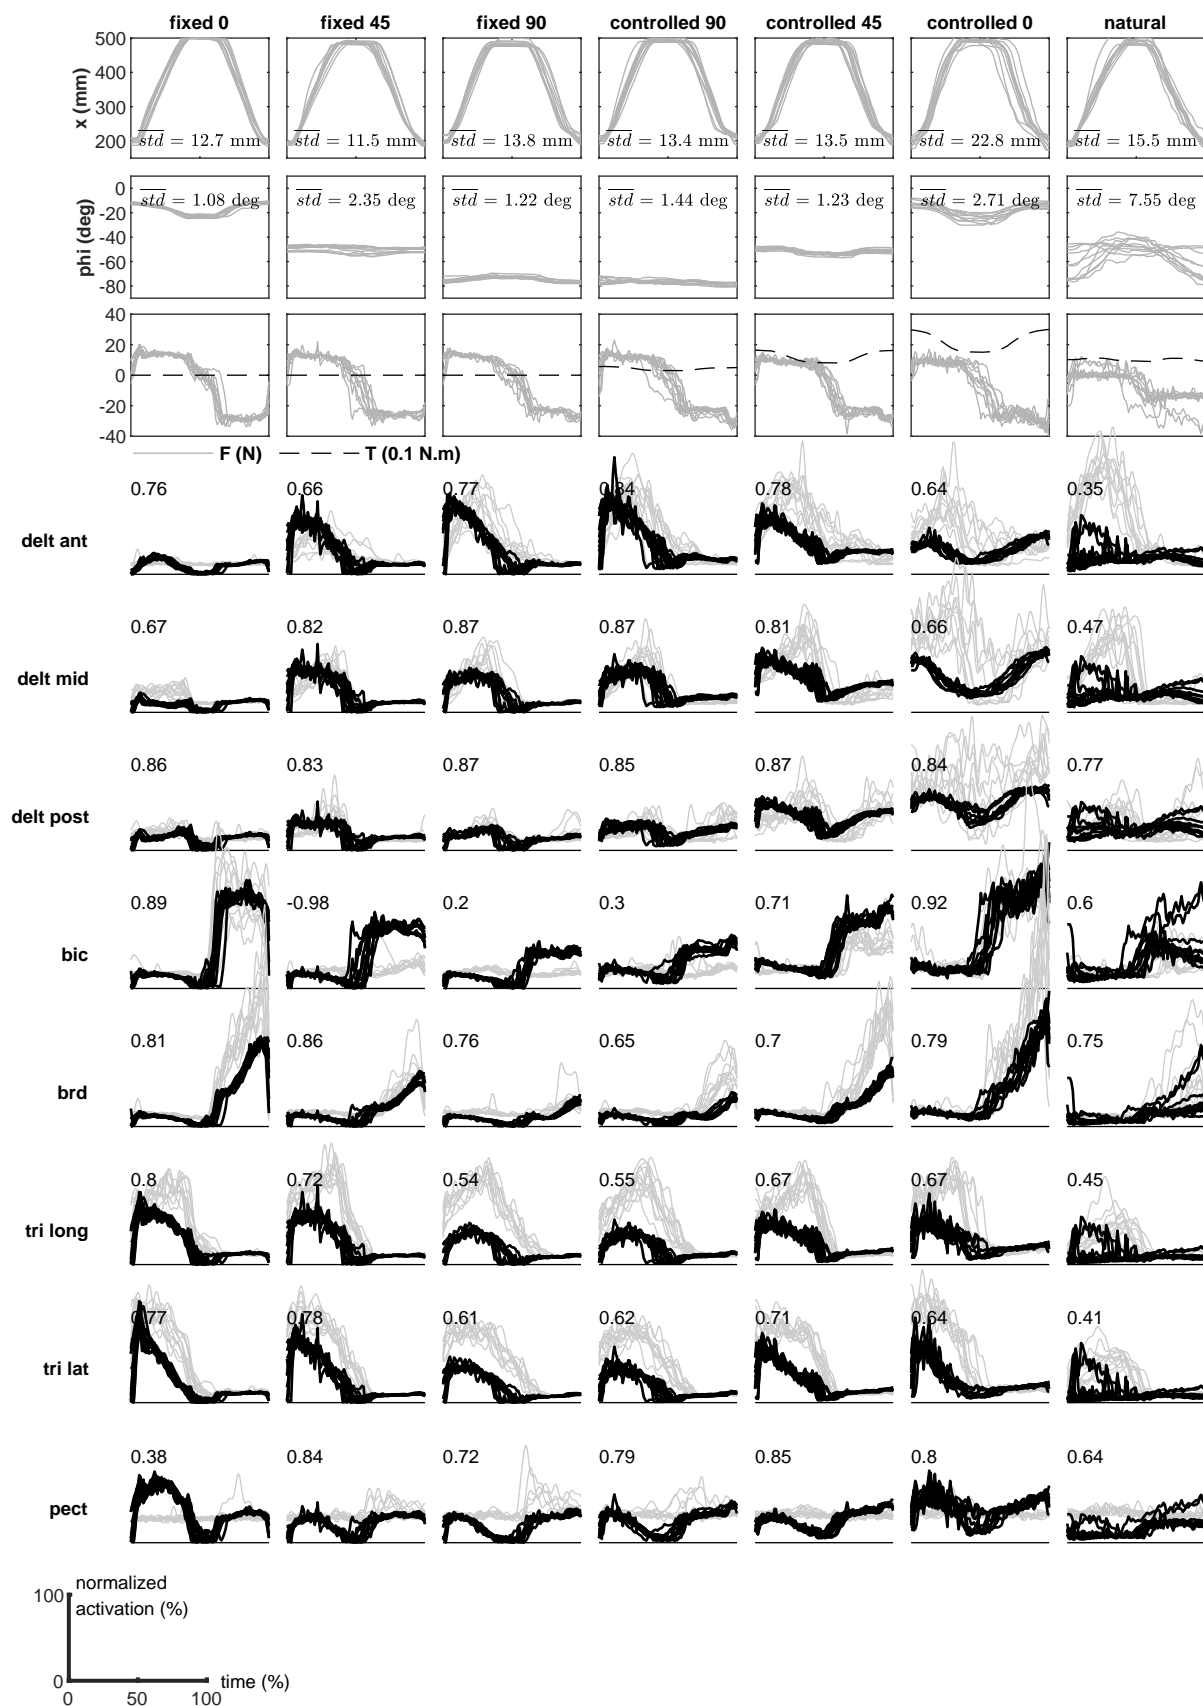 fixed 0 fixed 45 fixed 90 controlled 90 controlled 45 controlled 0 natural
x (mm)
500
400
300
200
std = 12.7 mm std = 11.5 mm std = 13.8 mm std = 13.4 mm std = 13.5 mm std = 22.8 mm std = 15.5 mm
phi (deg)
0
-20
-40
-60
-80
std = 1.08 deg std = 2.35 deg std = 1.22 deg std = 1.44 deg std = 1.23 deg std = 2.71 deg std = 7.55 deg
40
20
0
-20
-40
F (N) T (0.1 N.m)
0.76 0.66 0.77 0.84 0.78 0.64 0.35
delt ant
0.67 0.82 0.87 0.87 0.81 0.66 0.47
delt mid
0.86 0.83 0.87 0.85 0.87 0.84 0.77
delt post
0.89 -0.98 0.2 0.3 0.71 0.92 0.6
bic
0.81 0.86 0.76 0.65 0.7 0.79 0.75
brd
0.8 0.72 0.54 0.55 0.67 0.67 0.45
tri long
0.77 0.78 0.61 0.62 0.71 0.64 0.41
tri lat
0.38 0.84 0.72 0.79 0.85 0.8 0.64
pect
normalized
100 activation (%)
0 time (%)
0 50 100